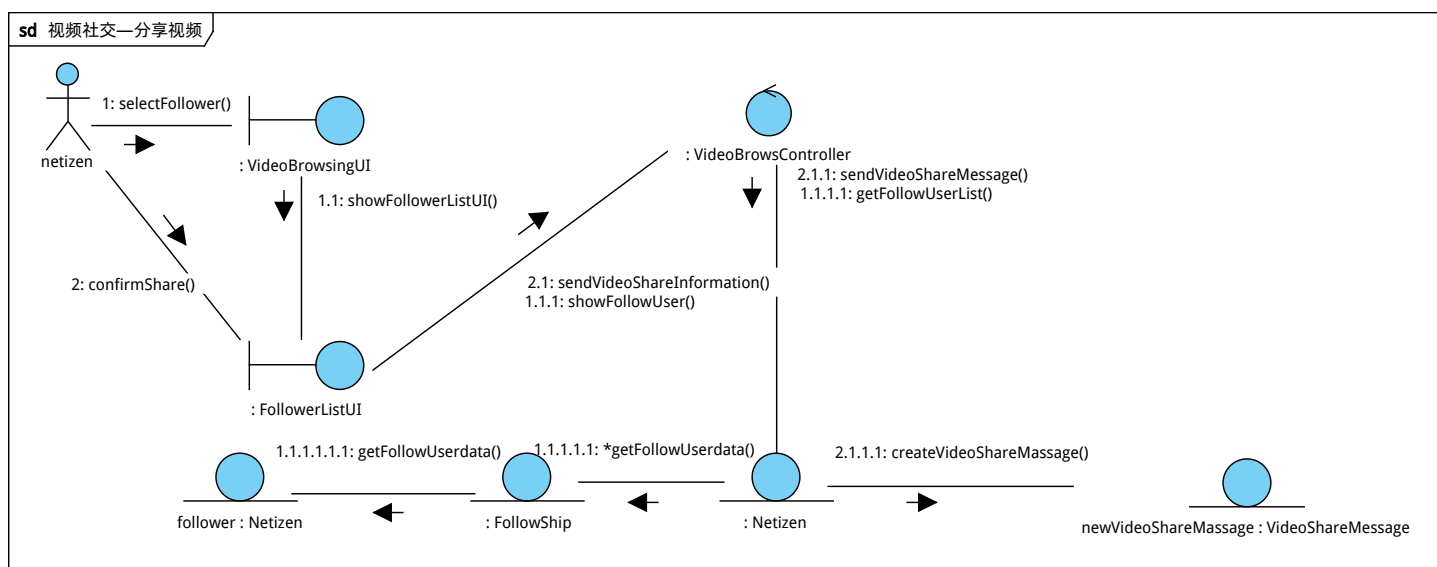 sd 视频社交—分享视频
1: selectFollower()
netizen
: VideoBrowsingUI
: VideoBrowsController
2.1.1: sendVideoShareMessage()
1.1.1.1: getFollowUserList()
1.1: showFollowerListUI()
2: confirmShare()
2.1: sendVideoShareInformation()
1.1.1: showFollowUser()
: FollowerListUI
1.1.1.1.1.1: getFollowUserdata()
1.1.1.1.1: *getFollowUserdata()
2.1.1.1: createVideoShareMassage()
follower : Netizen
: FollowShip
: Netizen
newVideoShareMassage : VideoShareMessage